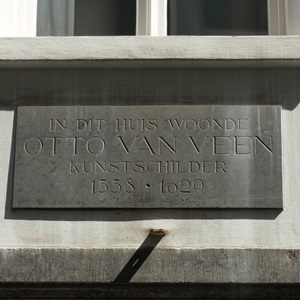 IN DIT HUIS WOONDE
OTTO VAN VEEN
KUNSTSCHILDER
1558 • 1629